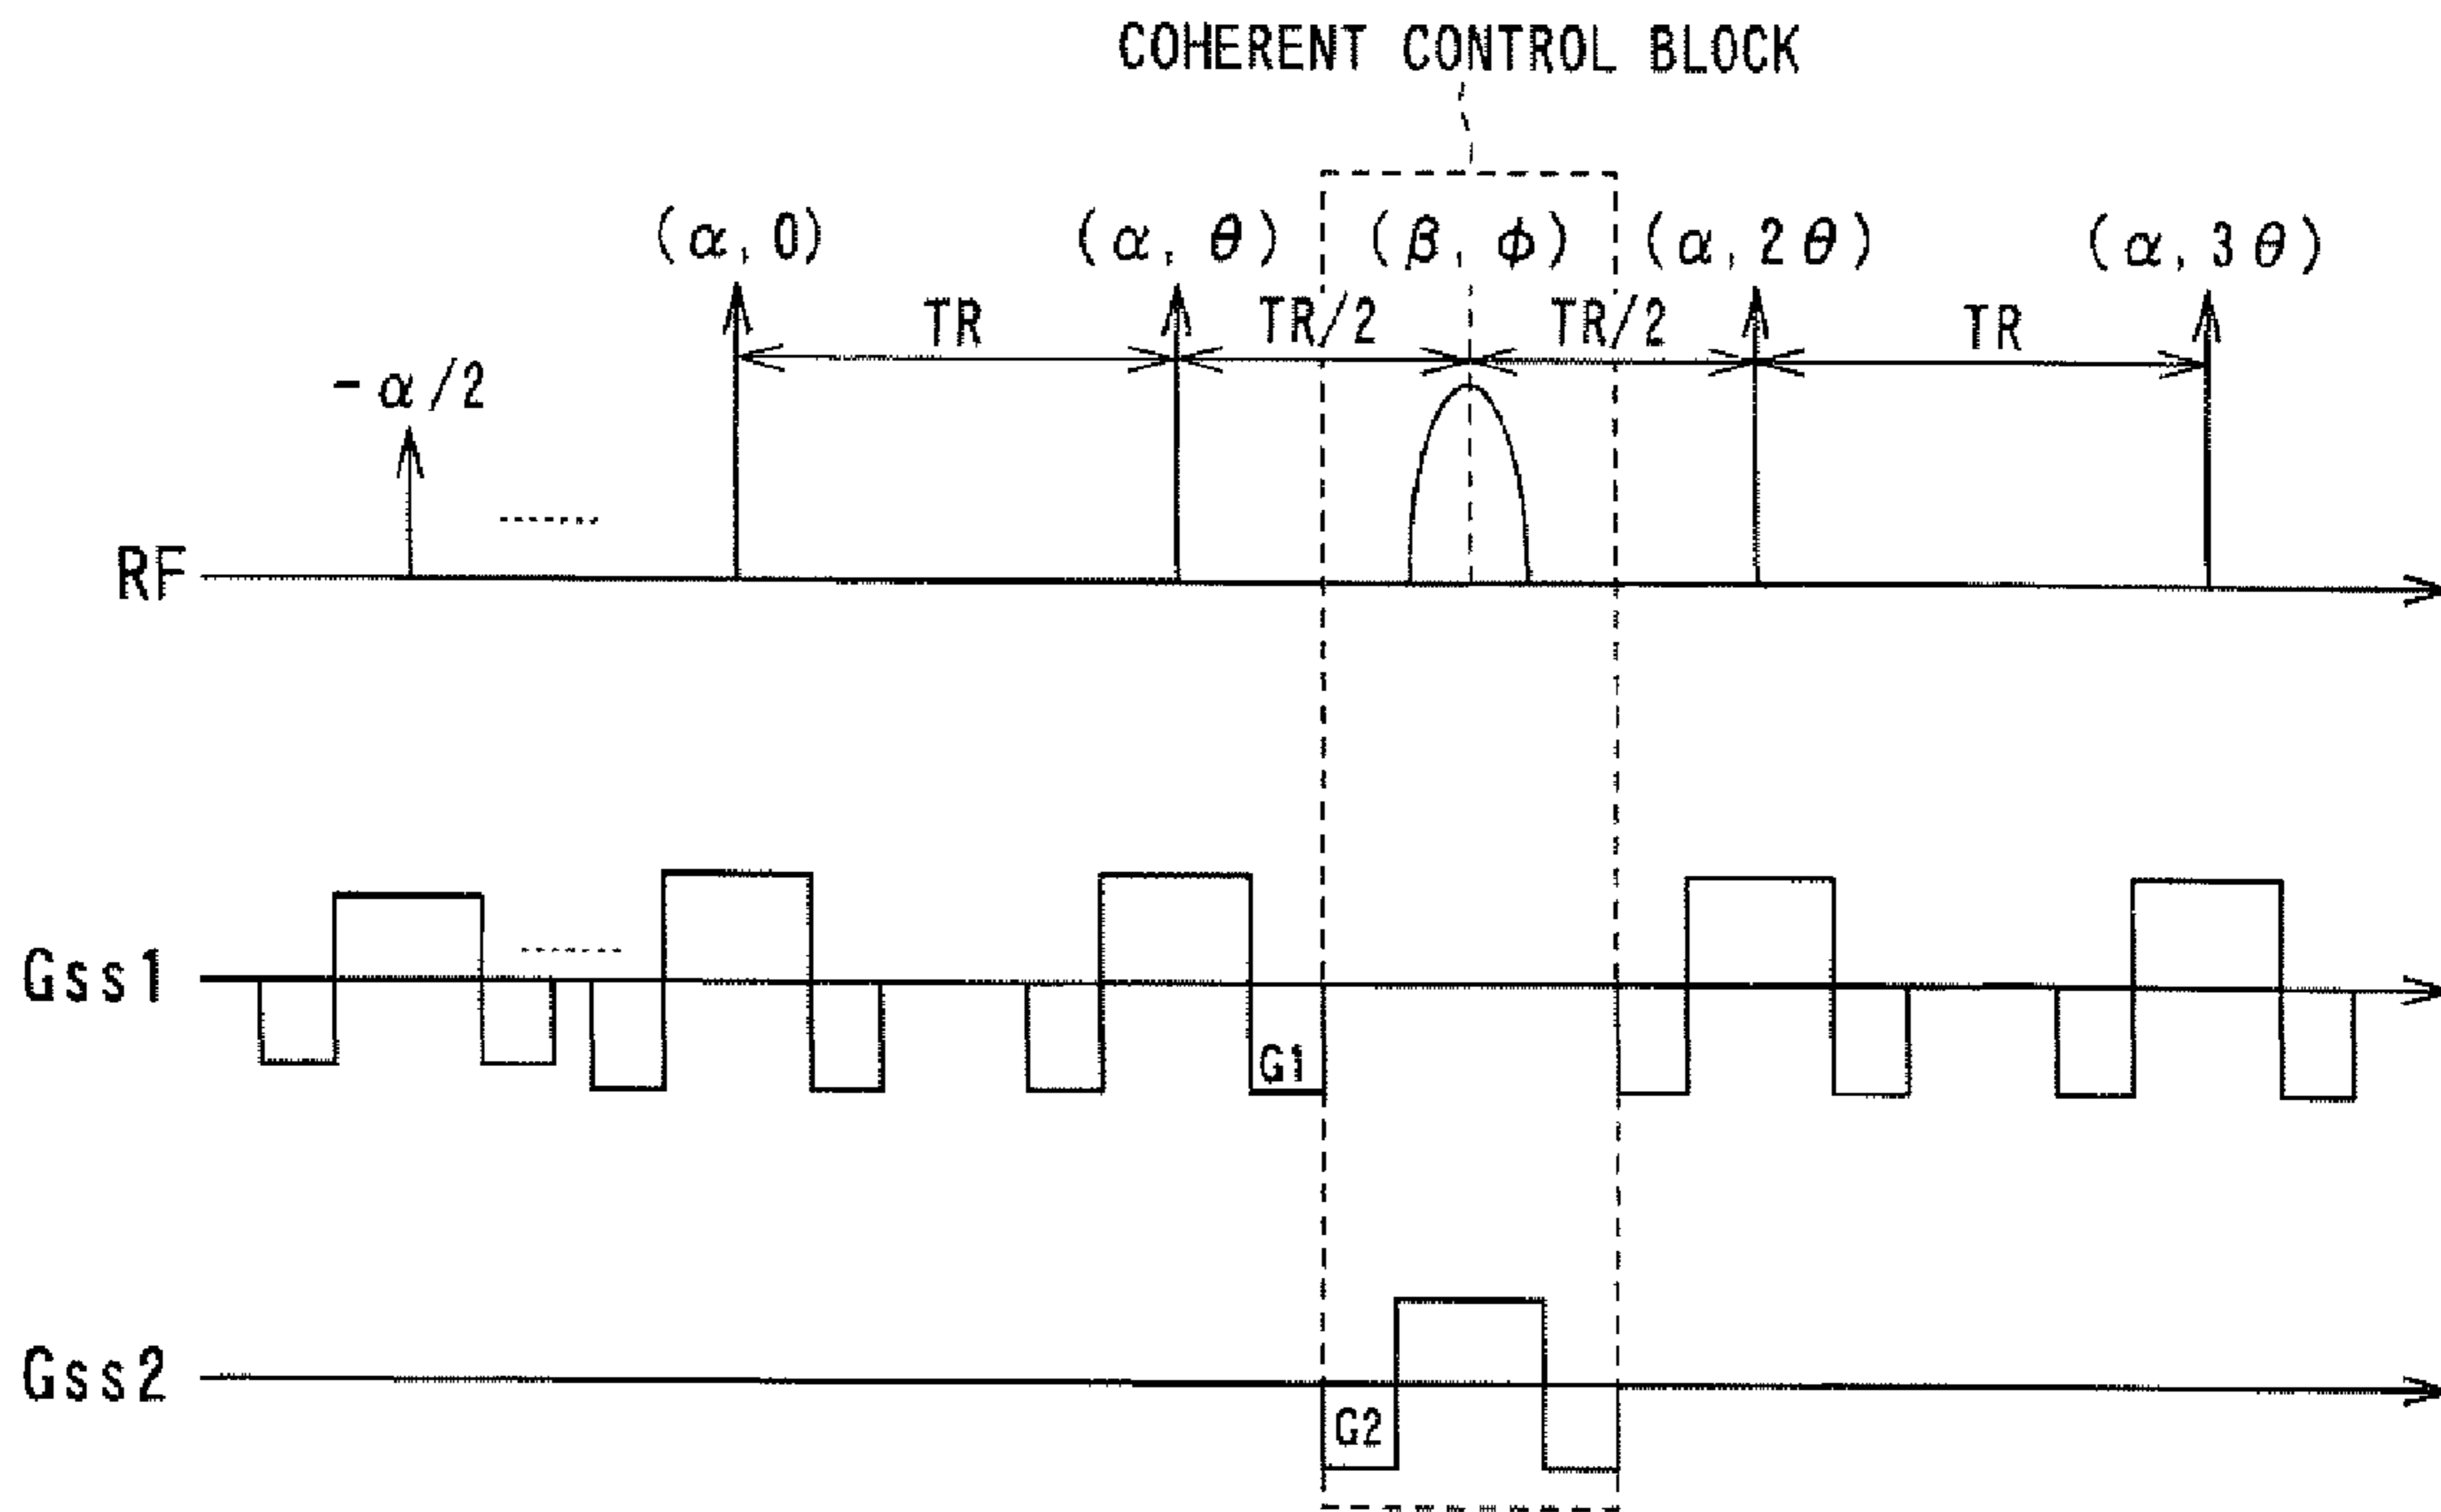 COHERENT CONTROL BLOCK
(α, 0) (α, θ) (β, φ) (α, 2θ) (α, 3θ)
TR TR/2 TR/2 TR
-α/2
RF
Gss1
G1
Gss2
G2